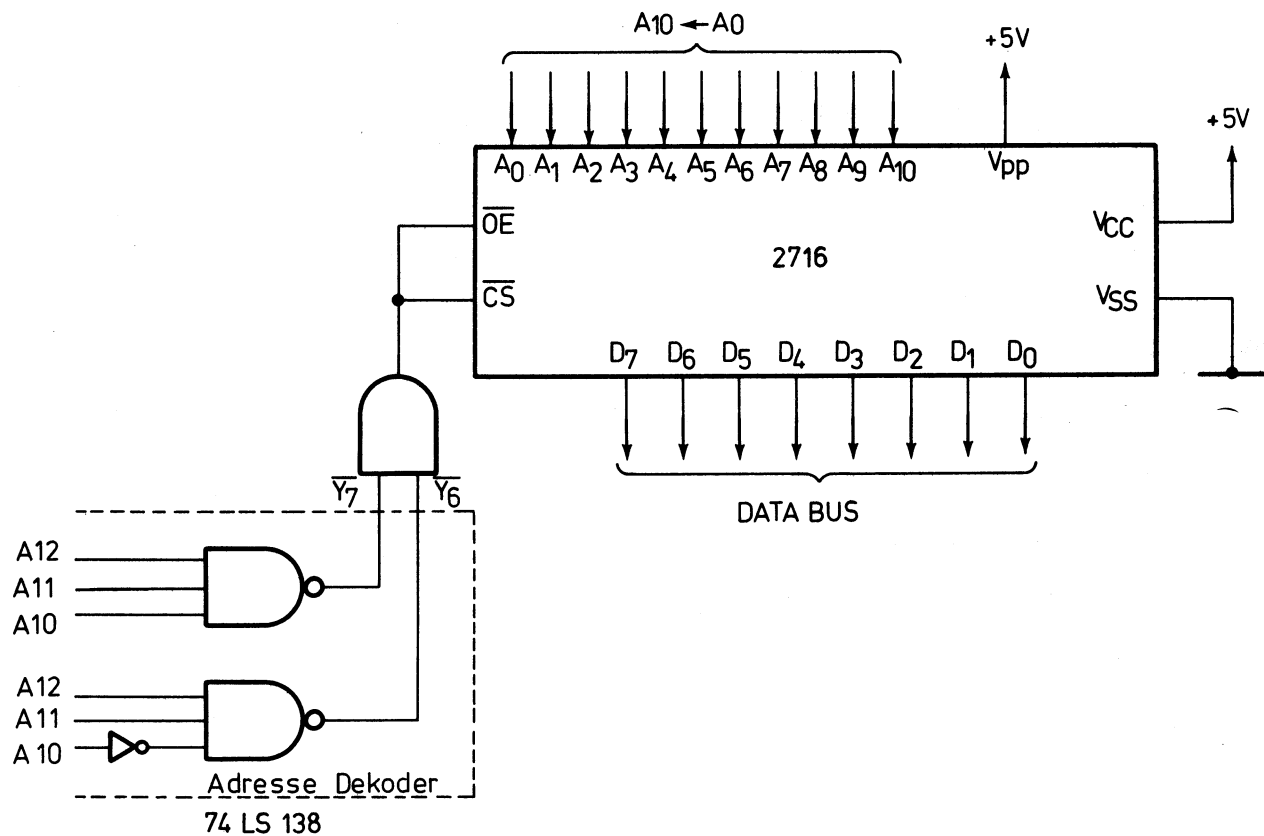 A10 ← A0
+5V
+5V
A0 A1 A2 A3 A4 A5 A6 A7 A8 A9 A10 Vpp
OE
VCC
2716
CS
VSS
D7 D6 D5 D4 D3 D2 D1 D0
Y7 Y6
DATA BUS
A12
A11
A10
A12
A11
A10
Adresse Dekoder
74 LS 138